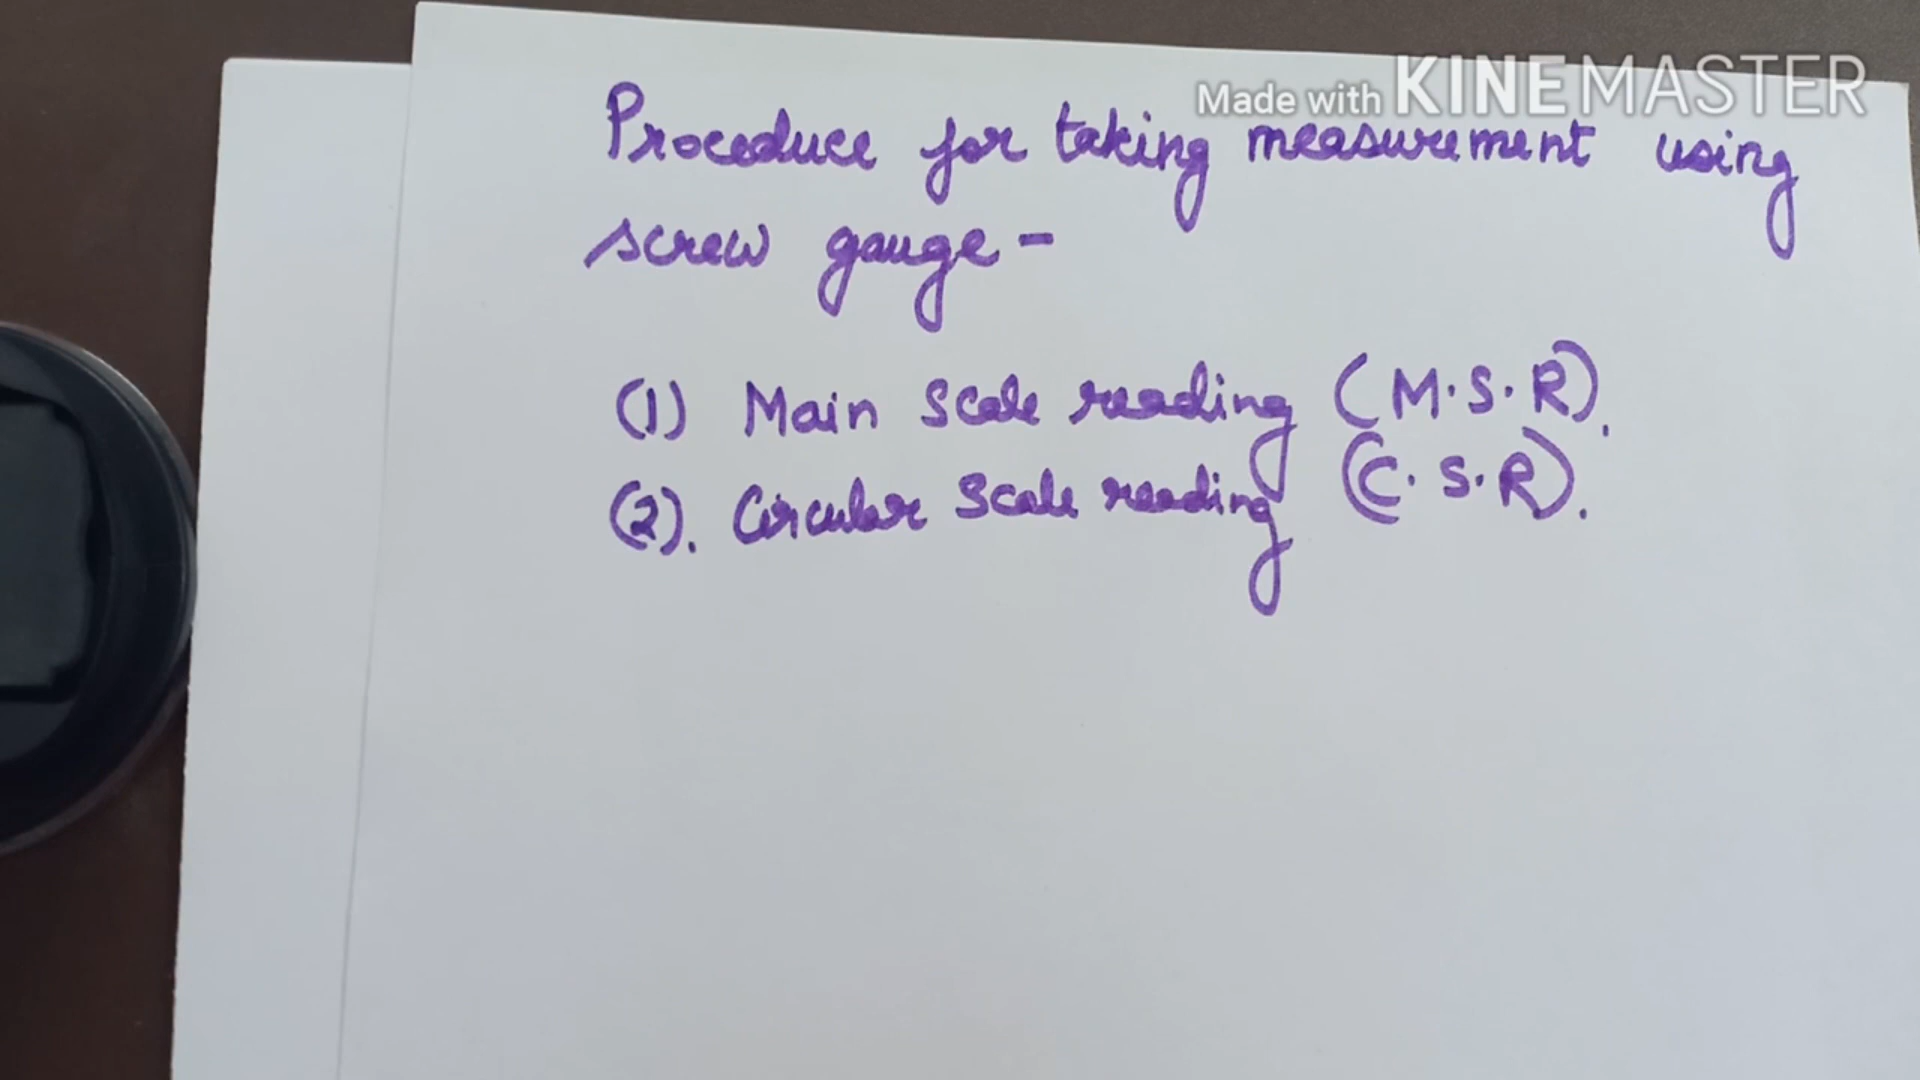 Made with KINEMASTER
Procedure for taking measurement using
screw gauge -
(1) Main Scale reading (M.S.R).
(2). Circular Scale reading (C.S.R).